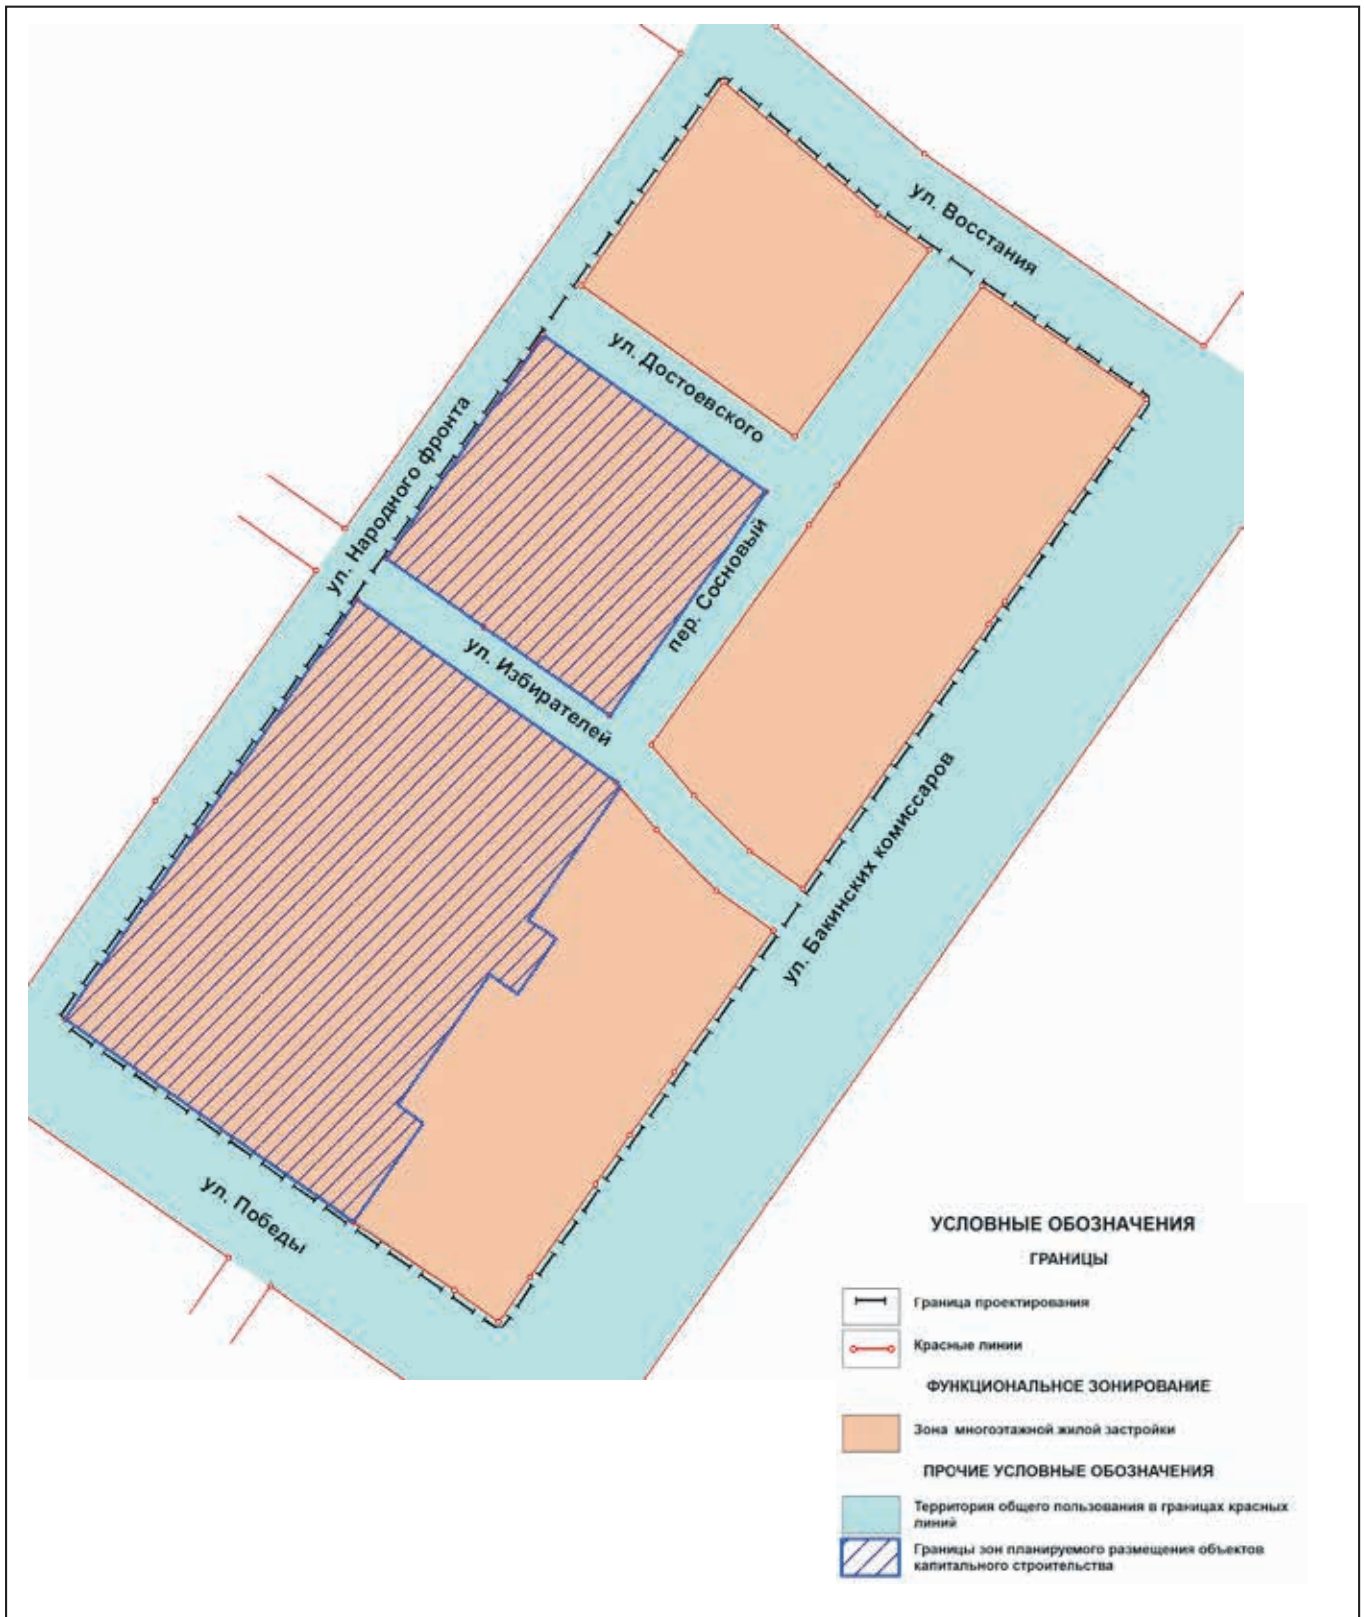 ул. Восстания
ул. Достоевского
ул. Народного фронта
пер. Сосновый
ул. Избирателей
ул. Бакинских комиссаров
ул. Победы
УСЛОВНЫЕ ОБОЗНАЧЕНИЯ
ГРАНИЦЫ
Граница проектирования
Красные линии
ФУНКЦИОНАЛЬНОЕ ЗОНИРОВАНИЕ
Зона многоэтажной жилой застройки
ПРОЧИЕ УСЛОВНЫЕ ОБОЗНАЧЕНИЯ
Территория общего пользования в границах красных
линий
Границы зон планируемого размещения объектов
капитального строительства